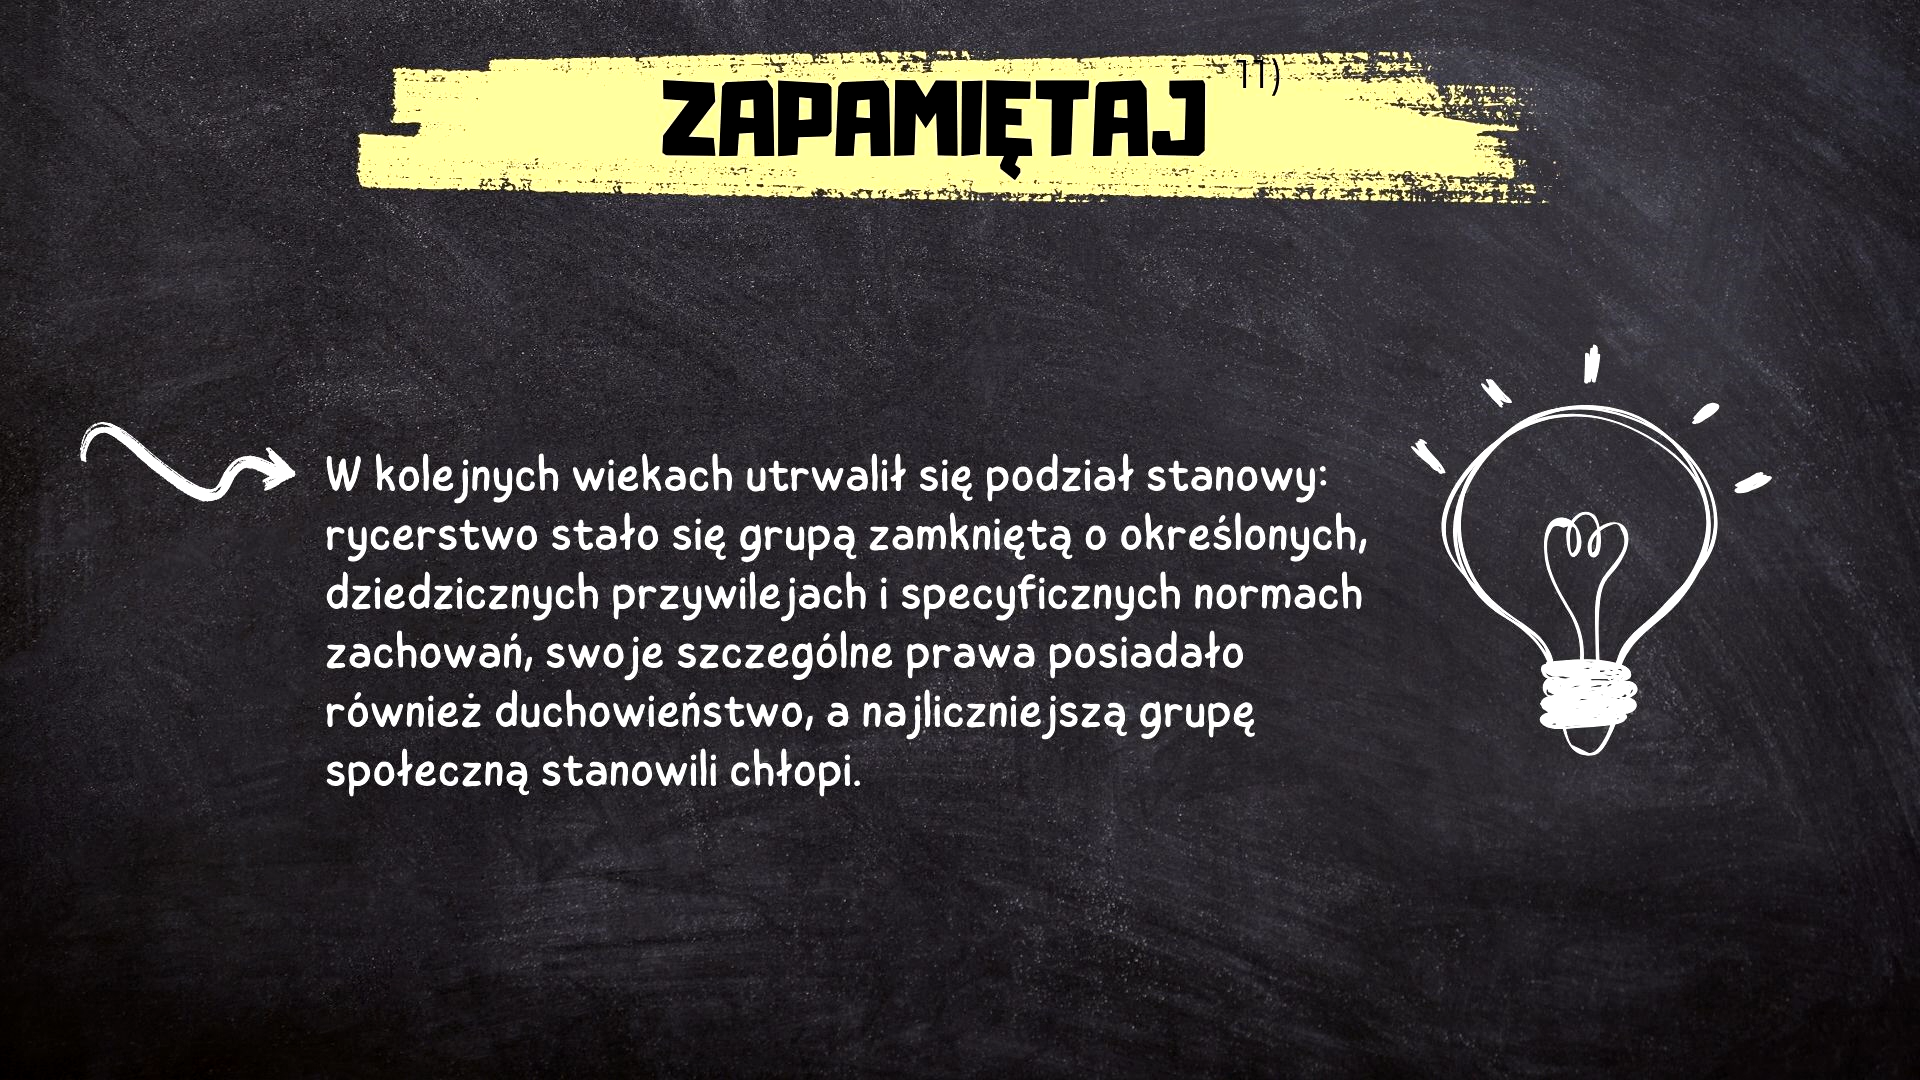 ZAPAMIĘTAJ 11)
W kolejnych wiekach utrwalił się podział stanowy:
rycerstwo stało się grupą zamkniętą o określonych,
dziedzicznych przywilejach i specyficznych normach
zachowań, swoje szczególne prawa posiadało
również duchowieństwo, a najliczniejszą grupę
społeczną stanowili chłopi.